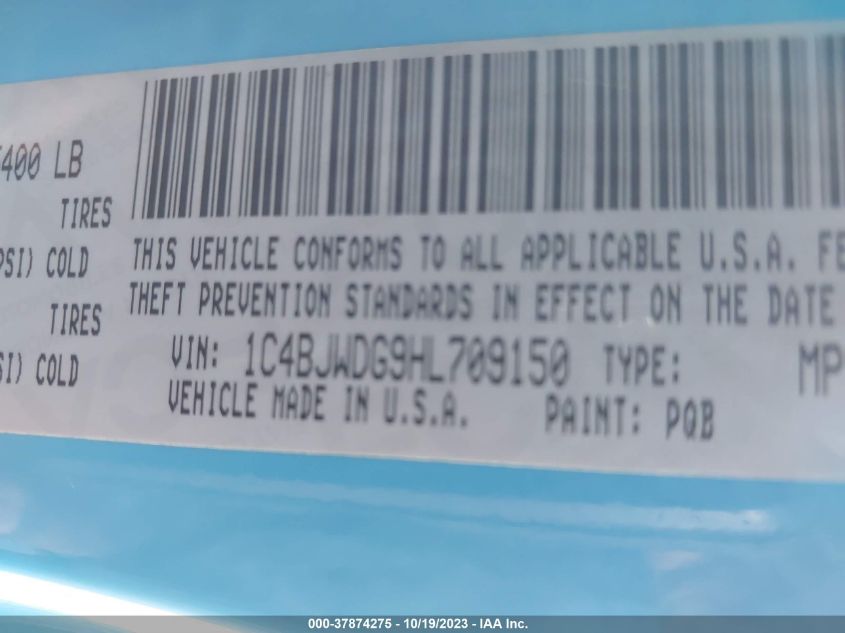 400 LB
TIRES
PSI) COLD
TIRES
SI) COLD
THIS VEHICLE CONFORMS TO ALL APPLICABLE U.S.A. FE
THEFT PREVENTION STANDARDS IN EFFECT ON THE DATE
VIN: 1C4BJWDG9HL709150 TYPE: MP
VEHICLE MADE IN U.S.A. PAINT: PQB
000-37874275 - 10/19/2023 - IAA Inc.